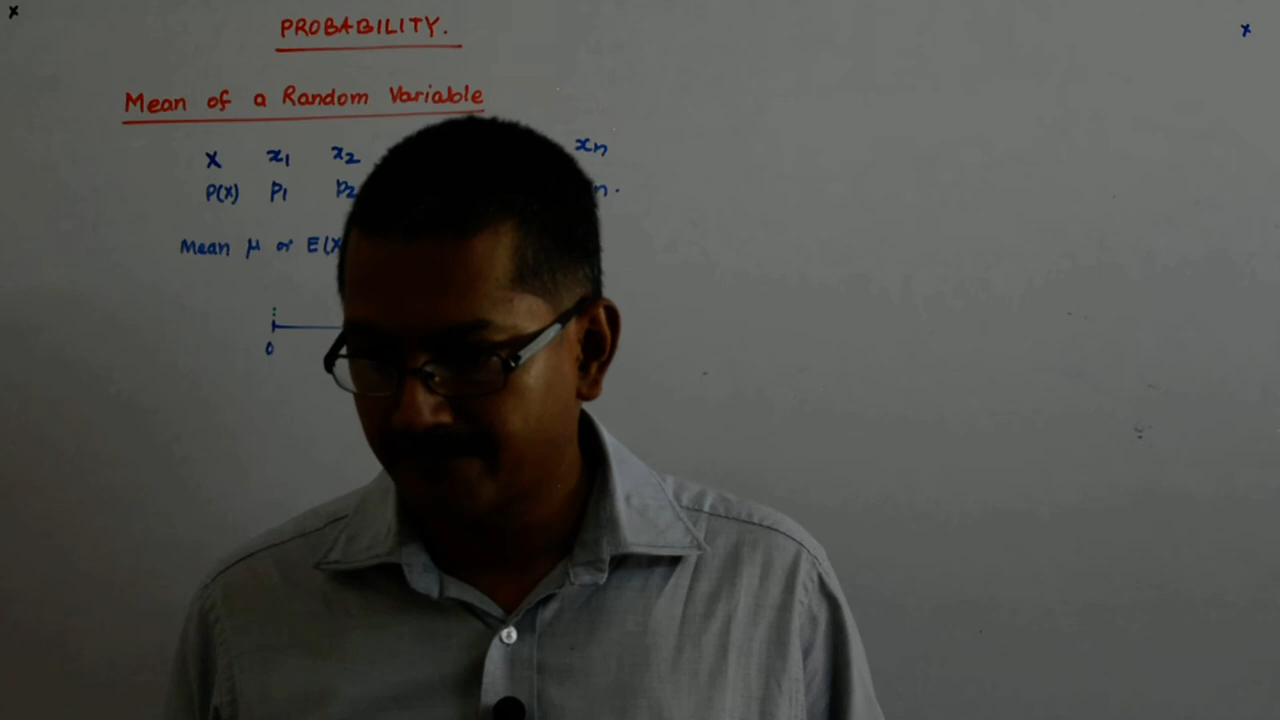 PROBABILITY.
Mean of a Random Variable
X x1 x2 xn
P(X) P1 P2 n.
Mean μ or E(X
0